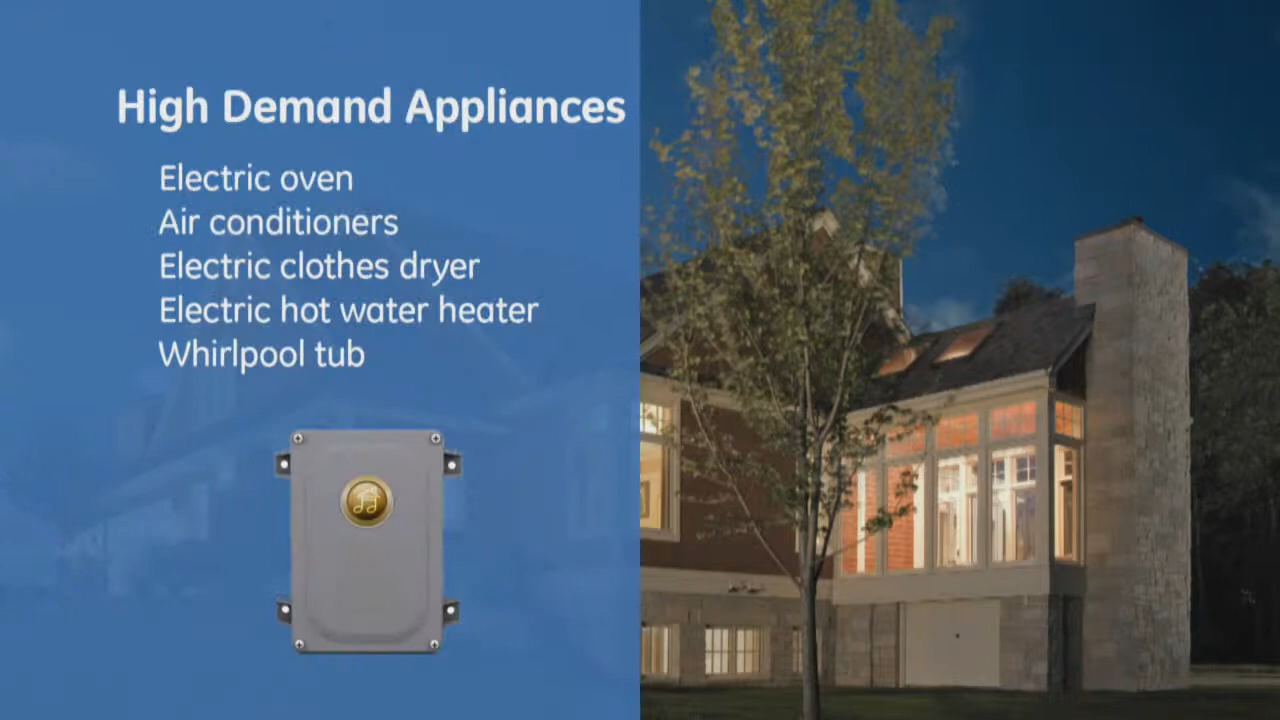 High Demand Appliances
Electric oven
Air conditioners
Electric clothes dryer
Electric hot water heater
Whirlpool tub